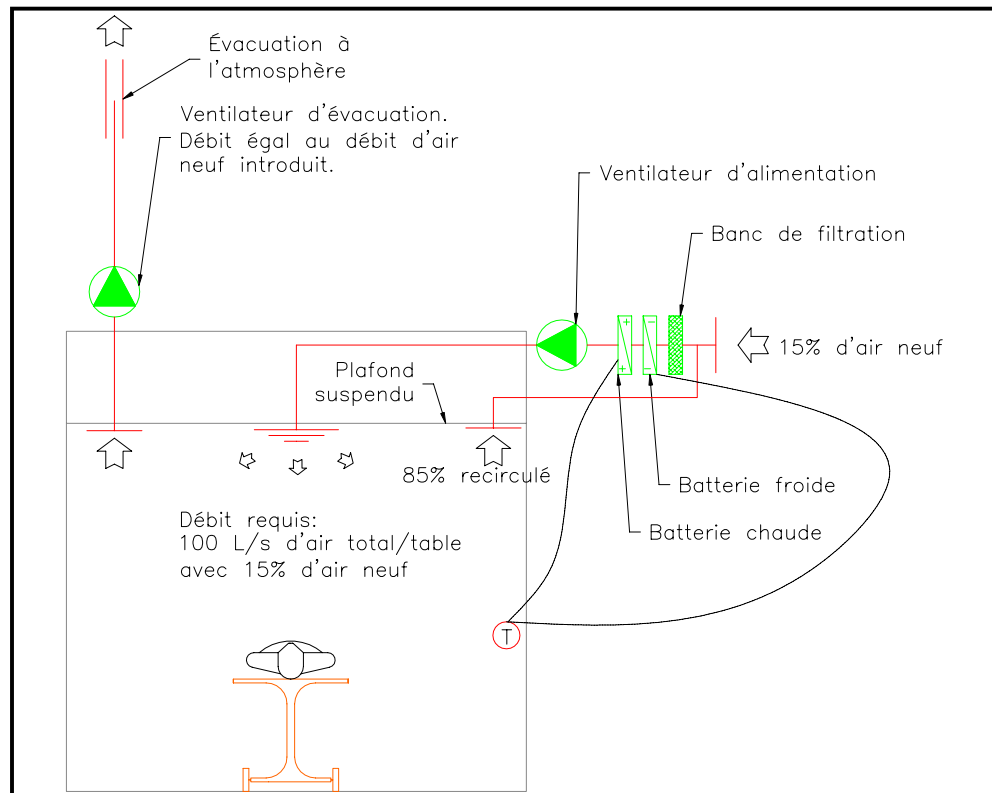 Évacuation à
l'atmosphère
Ventilateur d'évacuation.
Débit égal au débit d'air
neuf introduit.
Ventilateur d'alimentation
Banc de filtration
15% d'air neuf
Plafond
suspendu
85% recirculé
Batterie froide
Batterie chaude
Débit requis:
100 L/s d'air total/table
avec 15% d'air neuf
T